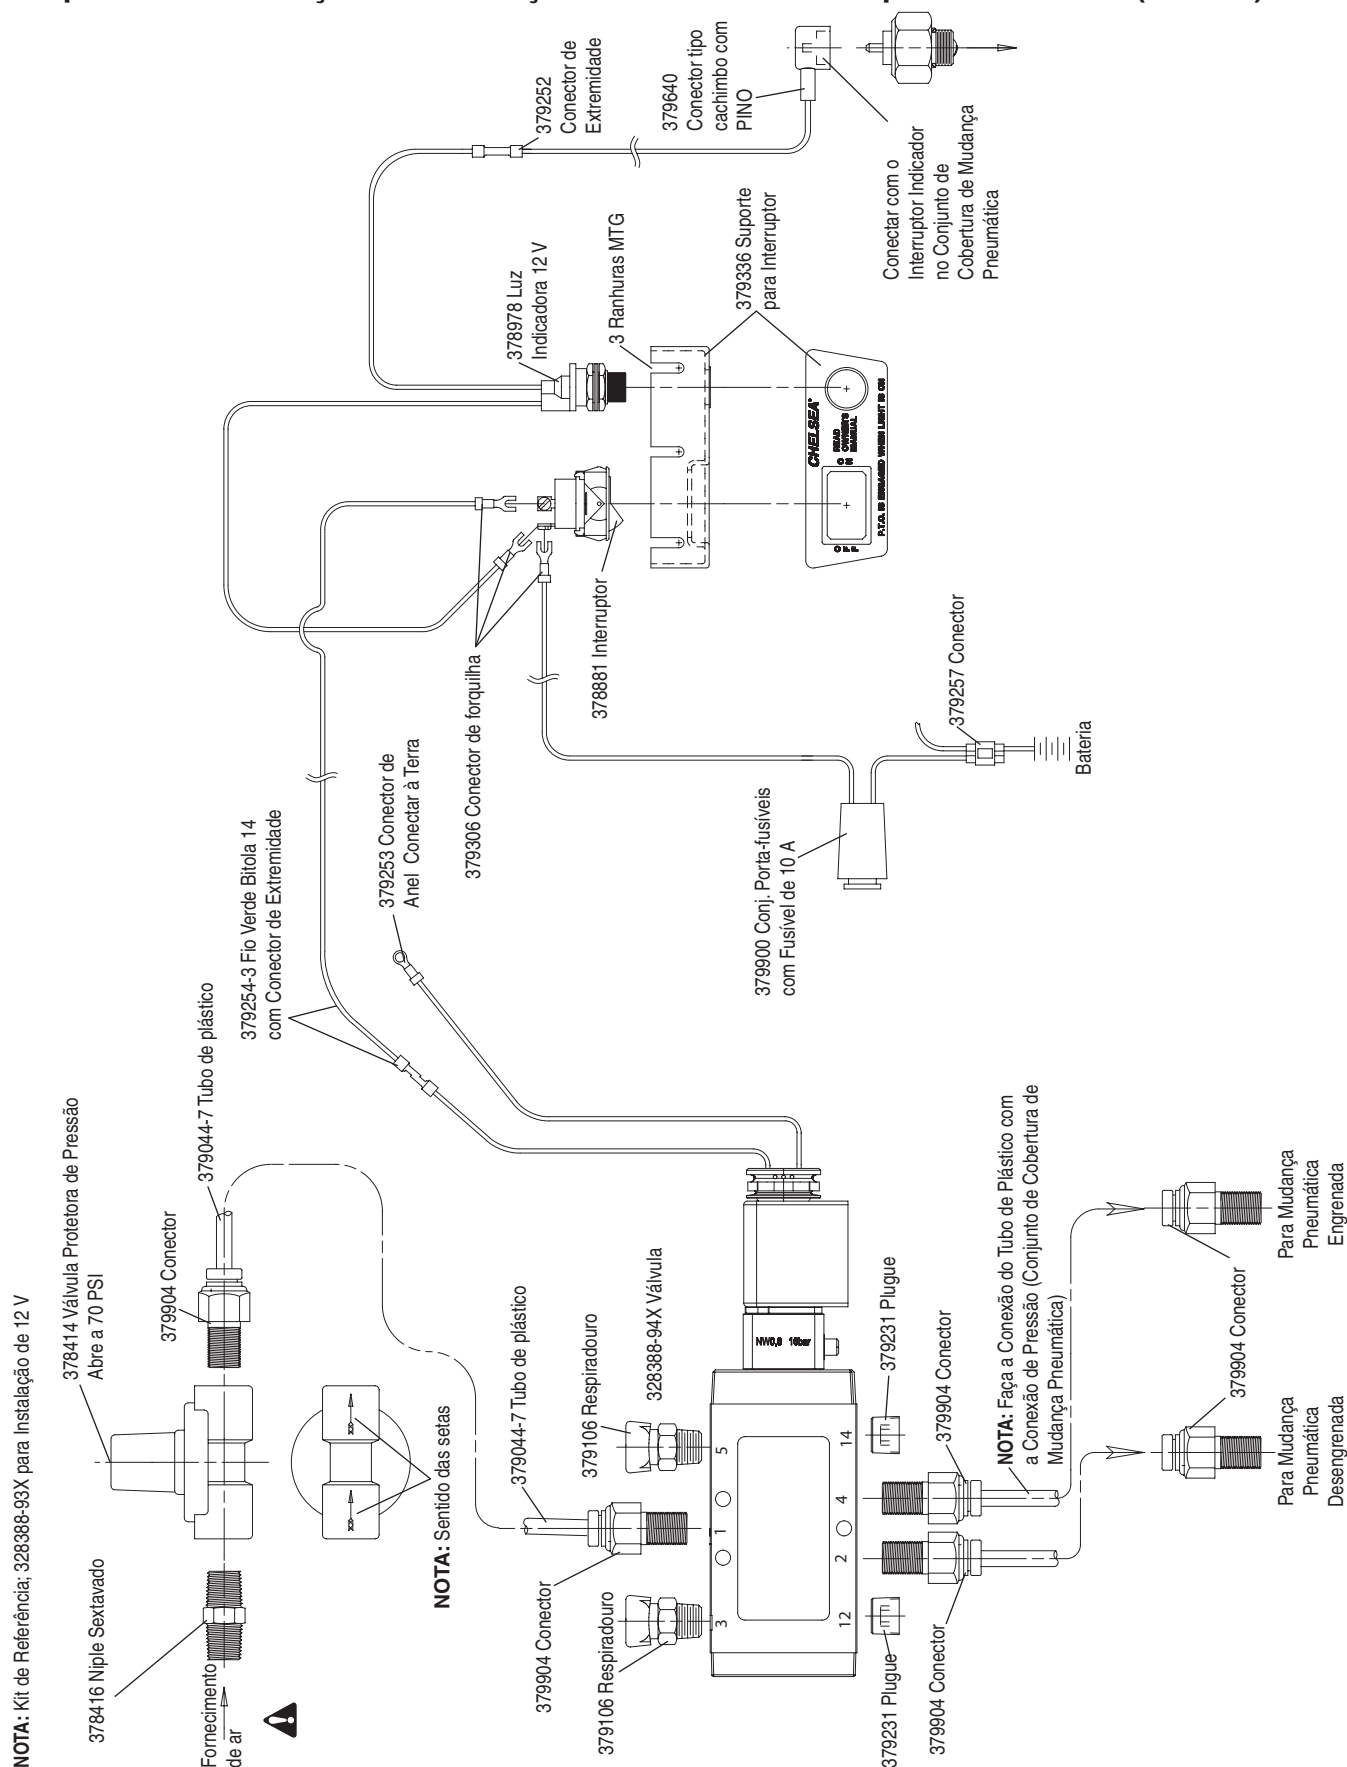 NOTA: Kit de Referência; 328388-93X para Instalação de 12 V
378416 Niple Sextavado
Fornecimento
de ar
378414 Válvula Protetora de Pressão
Abre a 70 PSI
379904 Conector
379044-7 Tubo de plástico
NOTA: Sentido das setas
379254-3 Fio Verde Bitola 14
com Conector de Extremidade
379253 Conector de
Anel Conectar à Terra
379306 Conector de forquilha
378881 Interruptor
378978 Luz
Indicadora 12 V
3 Ranhuras MTG
379336 Suporte
para Interruptor
379252
Conector de
Extremidade
379640
Conector tipo
cachimbo com
PINO
Conectar com o
Interruptor Indicador
no Conjunto de
Cobertura de Mudança
Pneumática
CHELSEA®
READ
OWNER'S
MANUAL
ON
OFF
P.T.O. IS ENGAGED WHEN LIGHT IS ON
379257 Conector
Bateria
379900 Conj. Porta-fusíveis
com Fusível de 10 A
379044-7 Tubo de plástico
379904 Conector
379106 Respiradouro
379106 Respiradouro
328388-94X Válvula
NW0,8 16bar
3
1
5
12
2
4
14
379231 Plugue
379231 Plugue
379904 Conector
379904 Conector
NOTA: Faça a Conexão do Tubo de Plástico com
a Conexão de Pressão (Conjunto de Cobertura de
Mudança Pneumática)
379904 Conector
Para Mudança
Pneumática
Desengrenada
Para Mudança
Pneumática
Engrenada